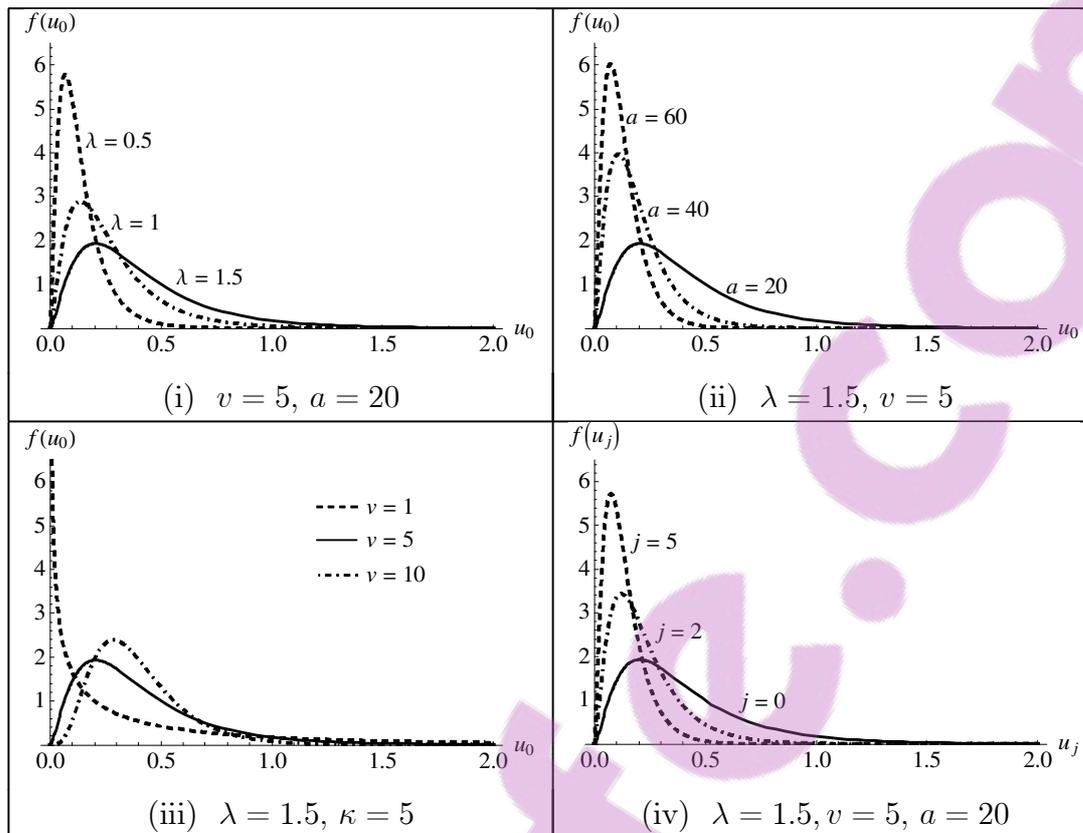 f(u0)
6
5
4
3
2
1
λ = 0.5
λ = 1
λ = 1.5
0.0 0.5 1.0 1.5 2.0 u0
(i) v = 5, a = 20
f(u0)
6
5
4
3
2
1
a = 60
a = 40
a = 20
0.0 0.5 1.0 1.5 2.0 u0
(ii) λ = 1.5, v = 5
f(u0)
6
5
4
3
2
1
v = 1
v = 5
v = 10
0.0 0.5 1.0 1.5 2.0 u0
(iii) λ = 1.5, κ = 5
f(uj)
6
5
4
3
2
1
j = 5
j = 2
j = 0
0.0 0.5 1.0 1.5 2.0 uj
(iv) λ = 1.5, v = 5, a = 20